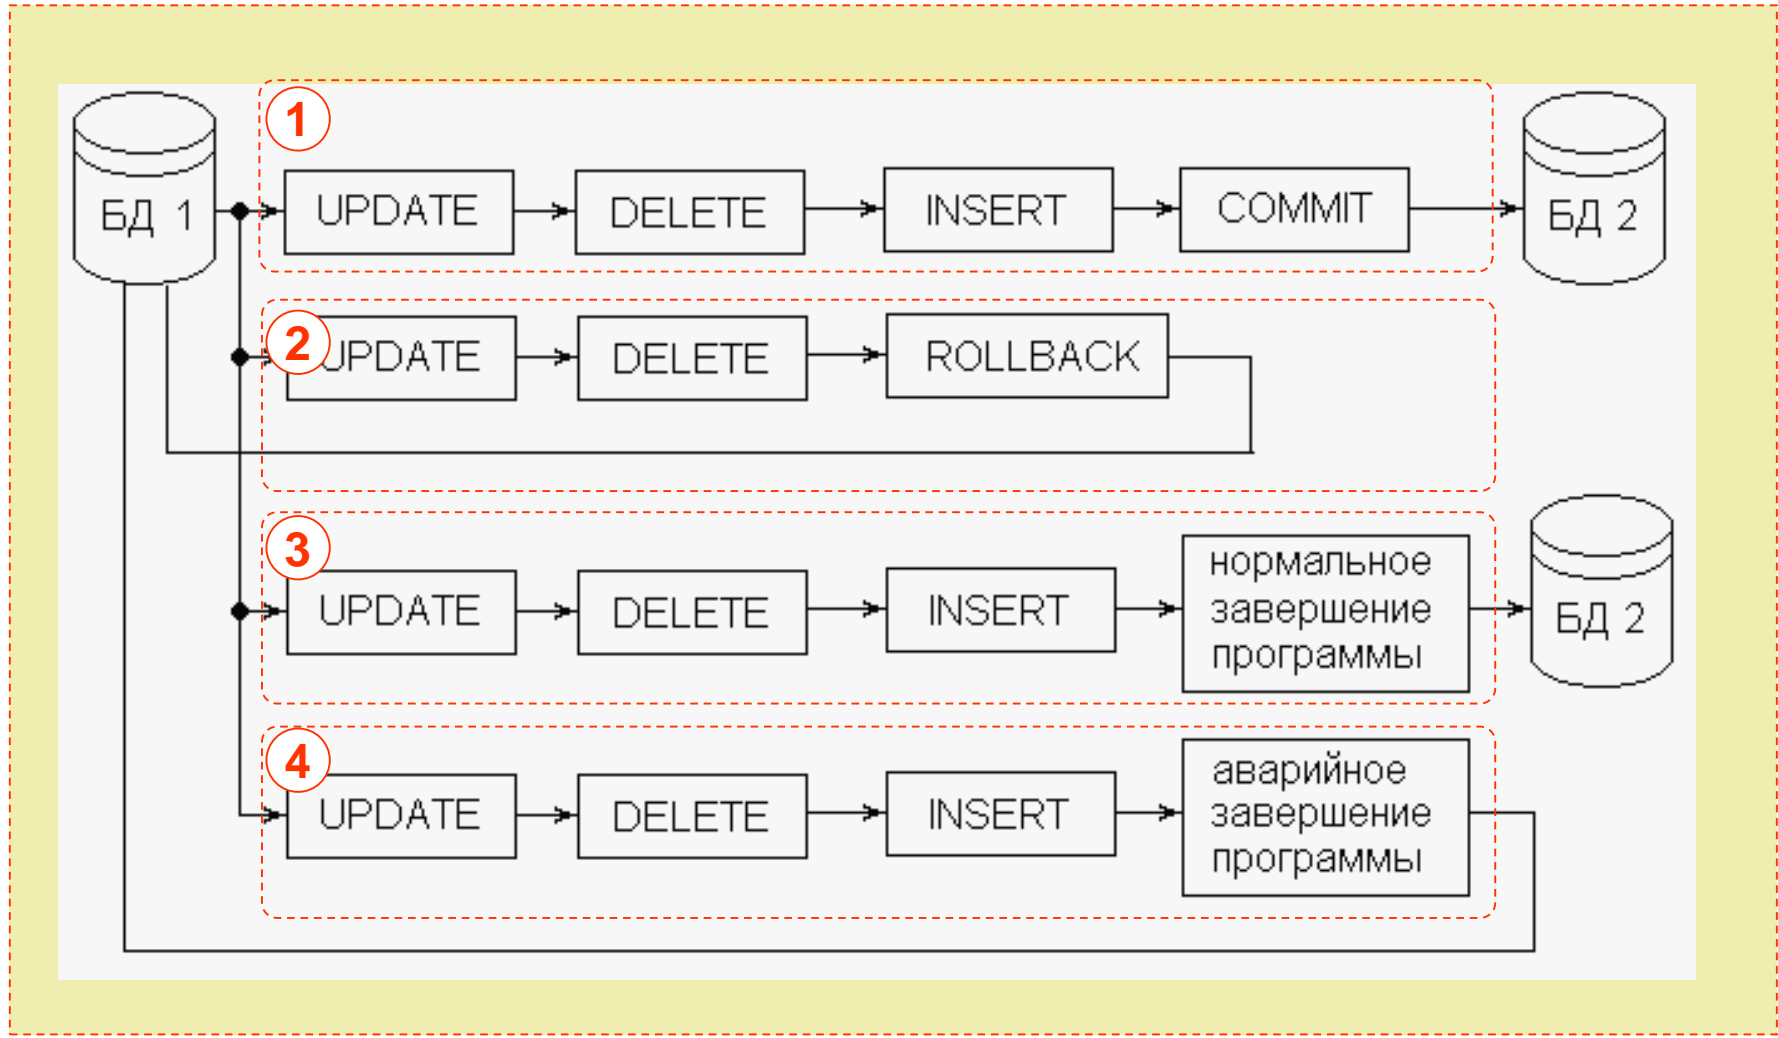 БД 1
1
UPDATE
DELETE
INSERT
COMMIT
БД 2
2
UPDATE
DELETE
ROLLBACK
3
UPDATE
DELETE
INSERT
нормальное
завершение
программы
БД 2
4
UPDATE
DELETE
INSERT
аварийное
завершение
программы